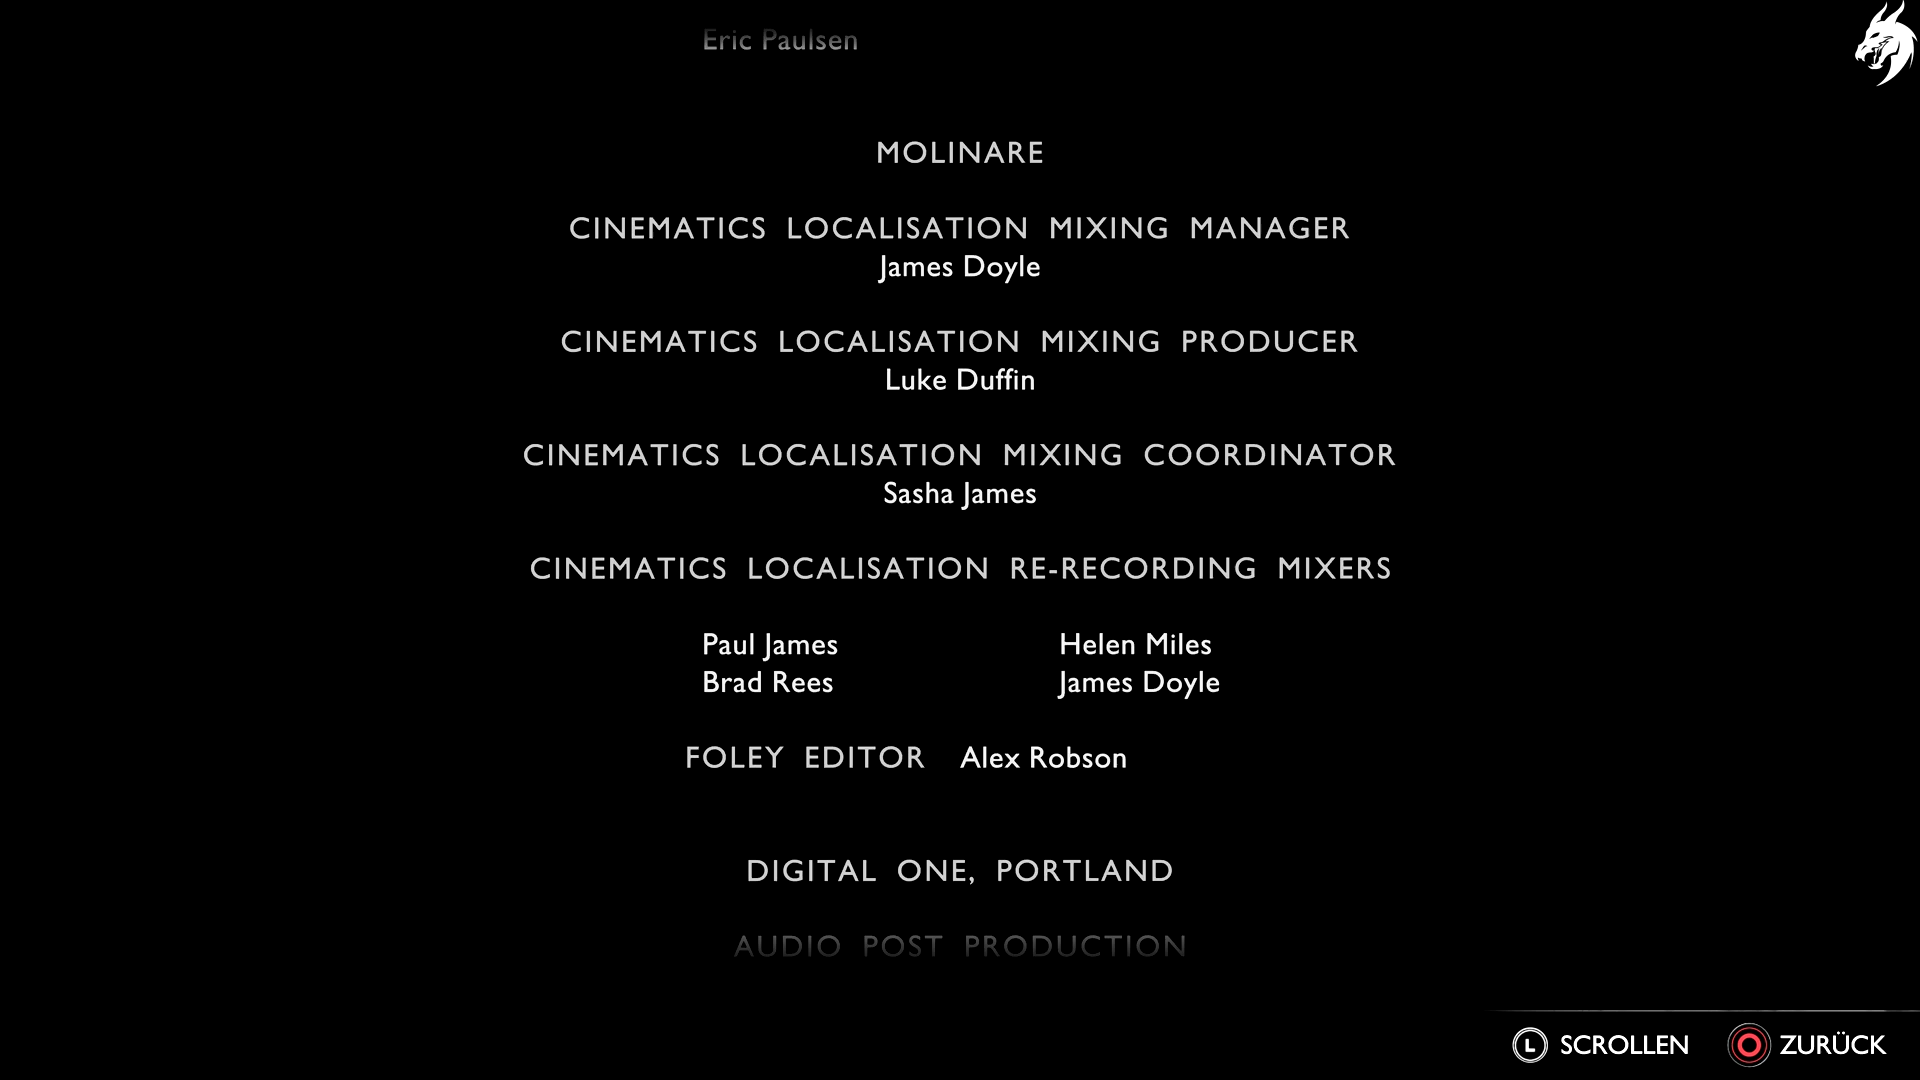 Eric Paulsen
MOLINARE
CINEMATICS LOCALISATION MIXING MANAGER
James Doyle
CINEMATICS LOCALISATION MIXING PRODUCER
Luke Duffin
CINEMATICS LOCALISATION MIXING COORDINATOR
Sasha James
CINEMATICS LOCALISATION RE-RECORDING MIXERS
Paul James Helen Miles
Brad Rees James Doyle
FOLEY EDITOR Alex Robson
DIGITAL ONE, PORTLAND
AUDIO POST PRODUCTION
L SCROLLEN ZURÜCK